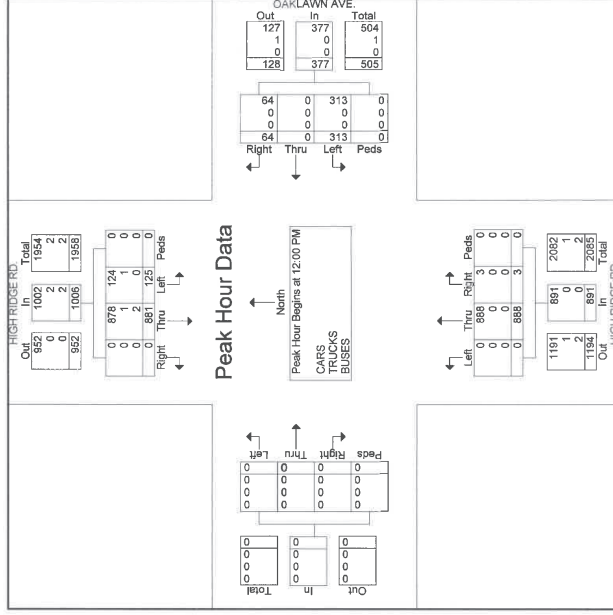 OAKLAWN AVE.
Out In Total
127 377 504
1 0 1
0 0 0
128 377 505
64 0 313 0
0 0 0 0
0 0 0 0
64 0 313 0
Right Thru Left Peds
HIGH RIDGE RD.
Out In Total
952 1002 1954
0 2 2
0 2 2
952 1006 1958
0 878 124 0
0 1 1 0
0 2 0 0
0 881 125 0
Right Thru Left Peds
Peak Hour Data
North
Peak Hour Begins at 12:00 PM
CARS
TRUCKS
BUSES
Left Thru Right Peds
0 888 3 0
0 0 0 0
0 0 0 0
0 888 3 0
1191 891 2082
1 0 1
2 0 2
1194 891 2085
Out In Total
HIGH RIDGE RD.
Left Thru Right Peds
0 0 0 0
0 0 0 0
0 0 0 0
0 0 0 0
0 0 0
0 0 0
0 0 0
0 0 0
Out In Total